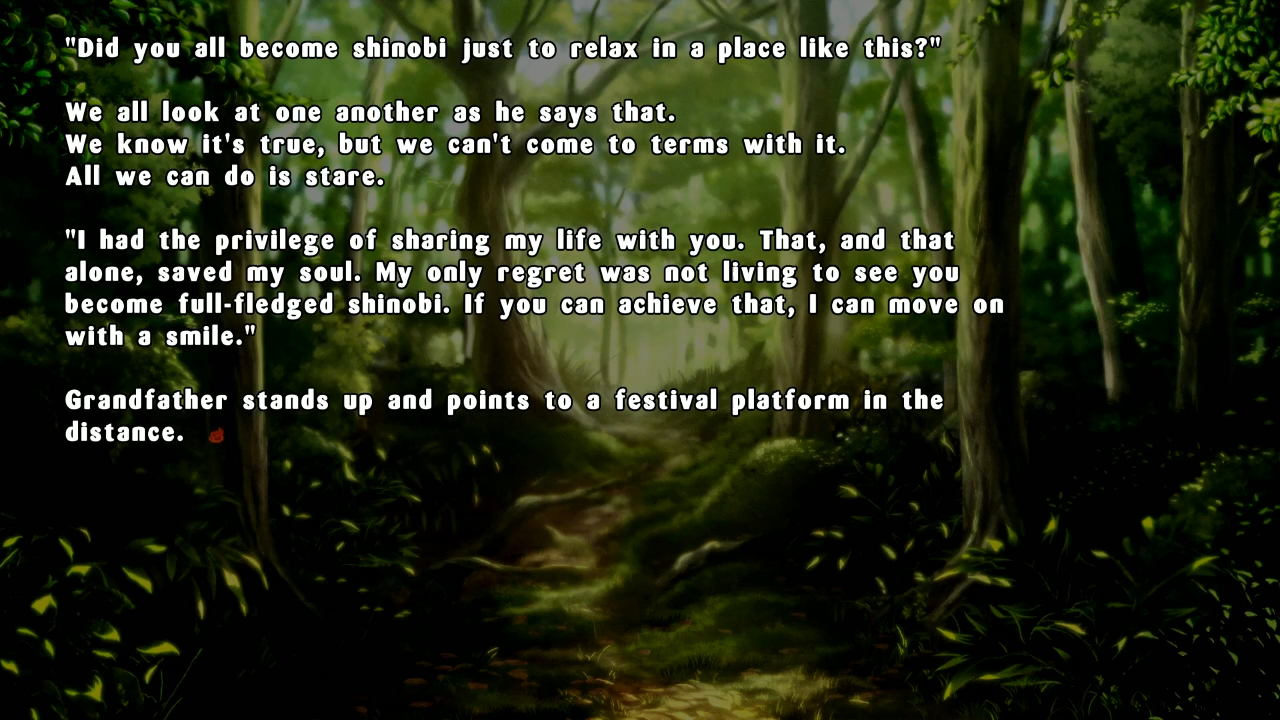 "Did you all become shinobi just to relax in a place like this?"
We all look at one another as he says that.
We know it's true, but we can't come to terms with it.
All we can do is stare.
"I had the privilege of sharing my life with you. That, and that
alone, saved my soul. My only regret was not living to see you
become full-fledged shinobi. If you can achieve that, I can move on
with a smile."
Grandfather stands up and points to a festival platform in the
distance.